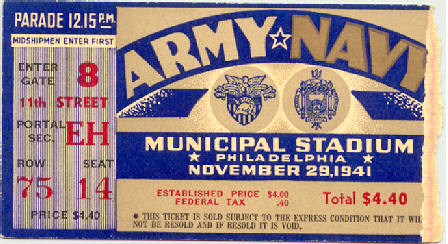 PARADE 12.15 P.M.
MIDSHIPMEN ENTER FIRST
ENTER GATE 8
11th STREET
PORTAL SEC. EH
ROW SEAT
75 14
PRICE $4.40
ARMY ★ NAVY
MUNICIPAL STADIUM
★ PHILADELPHIA ★
NOVEMBER 29, 1941
ESTABLISHED PRICE $4.00
FEDERAL TAX .40
Total $4.40
• THIS TICKET IS SOLD SUBJECT TO THE EXPRESS CONDITION THAT IT WILL
NOT BE RESOLD AND IF RESOLD IT IS VOID.